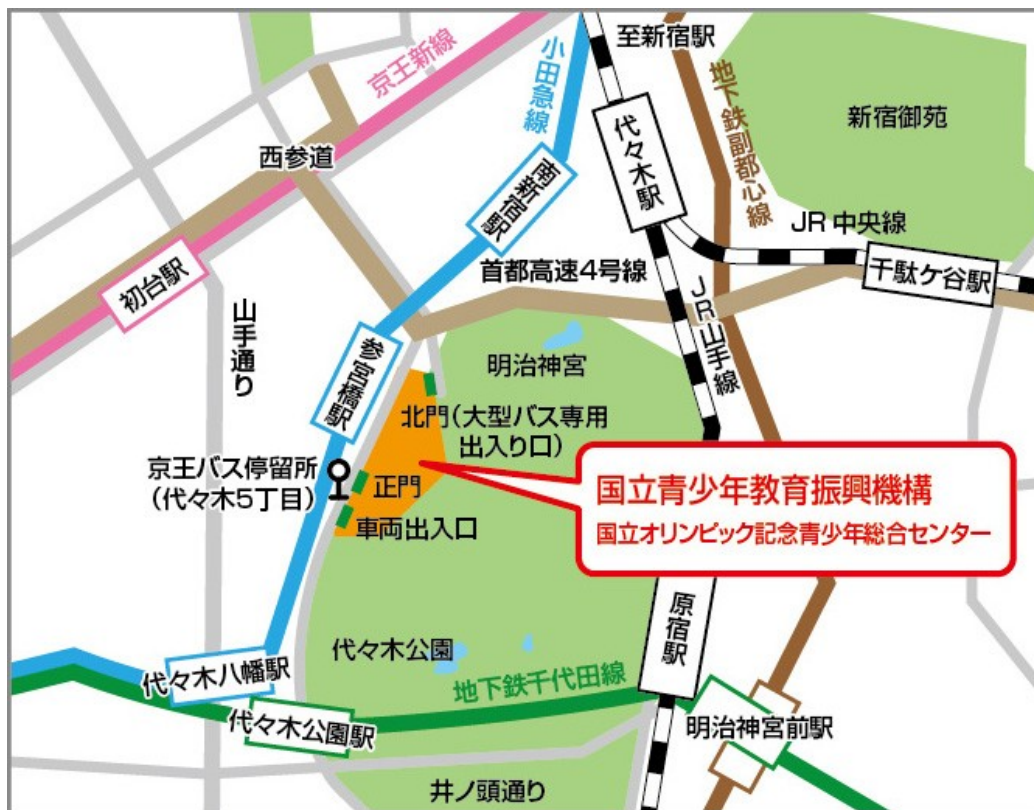 至新宿駅
京王新線
小田急線
地下鉄副都心線
新宿御苑
代々木駅
西参道
南新宿駅
JR中央線
首都高速4号線
千駄ケ谷駅
初台駅
山手通り
JR山手線
参宮橋駅
明治神宮
北門(大型バス専用
出入り口)
京王バス停留所
(代々木5丁目)
正門
車両出入口
国立青少年教育振興機構
国立オリンピック記念青少年総合センター
原宿駅
代々木公園
代々木八幡駅
地下鉄千代田線
代々木公園駅
明治神宮前駅
井ノ頭通り